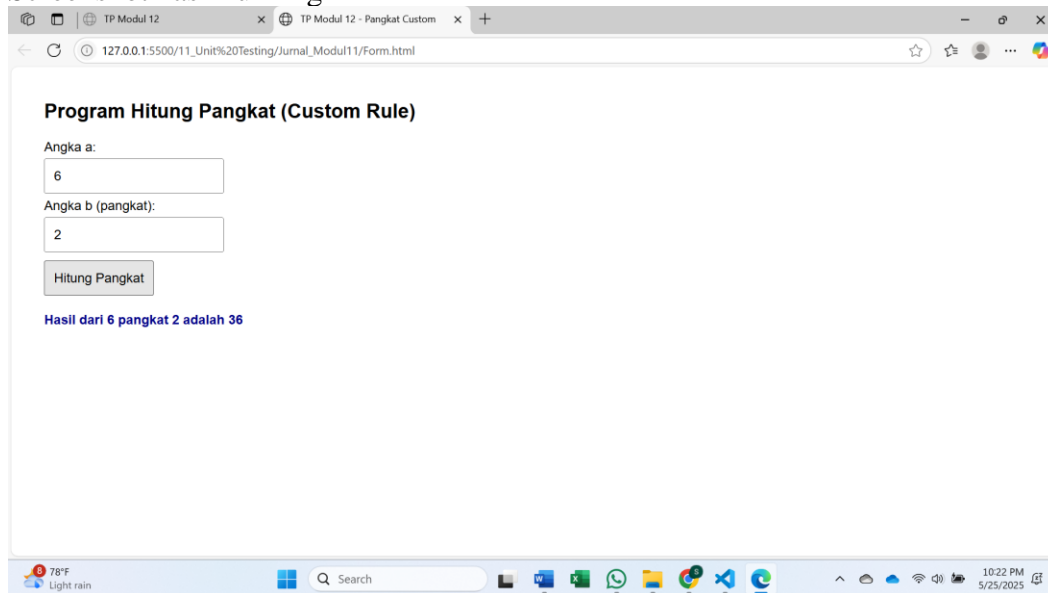 TP Modul 12
TP Modul 12 - Pangkat Custom
127.0.0.1:5500/11_Unit%20Testing/Jurnal_Modul11/Form.html
Program Hitung Pangkat (Custom Rule)
Angka a:
6
Angka b (pangkat):
2
Hitung Pangkat
Hasil dari 6 pangkat 2 adalah 36
8
78°F
Light rain
Search
S
10:22 PM
5/25/2025